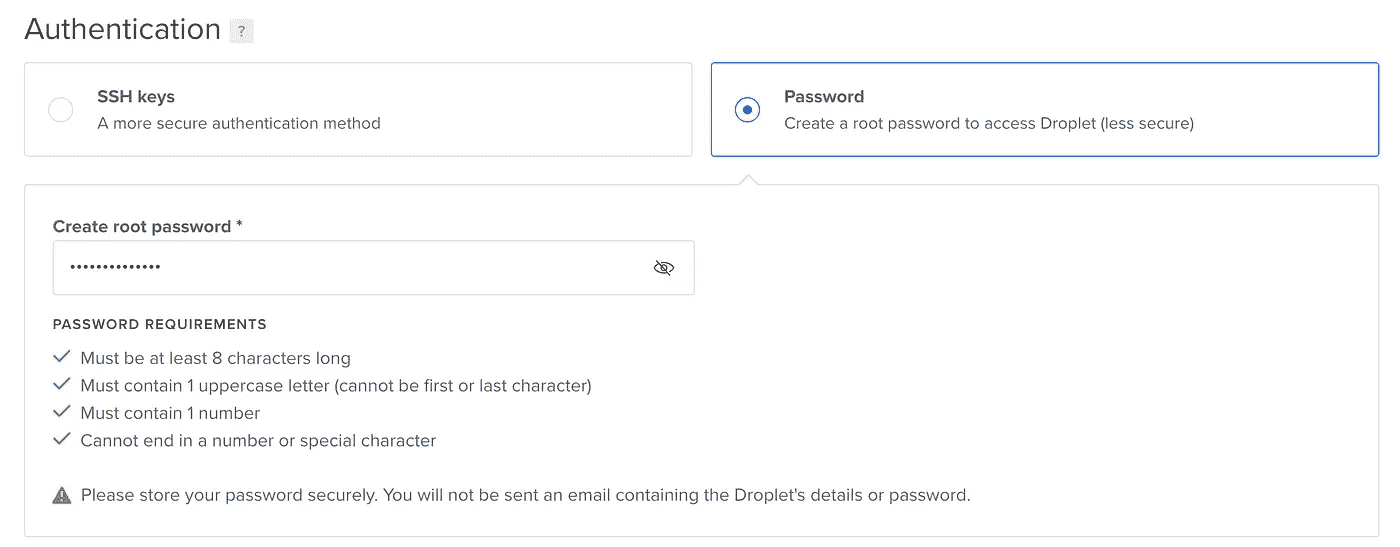 Authentication ?
SSH keys
A more secure authentication method
Password
Create a root password to access Droplet (less secure)
Create root password *
••••••••••••••
PASSWORD REQUIREMENTS
Must be at least 8 characters long
Must contain 1 uppercase letter (cannot be first or last character)
Must contain 1 number
Cannot end in a number or special character
Please store your password securely. You will not be sent an email containing the Droplet's details or password.